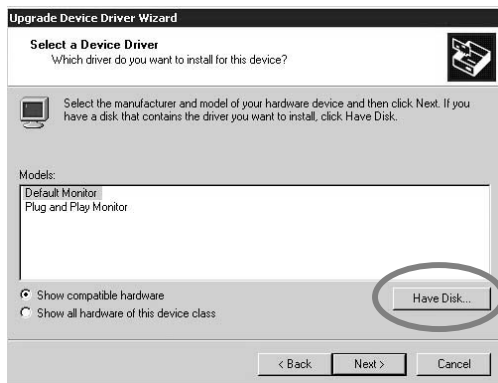 Upgrade Device Driver Wizard
Select a Device Driver
Which driver do you want to install for this device?
Select the manufacturer and model of your hardware device and then click Next. If you
have a disk that contains the driver you want to install, click Have Disk.
Models:
Default Monitor
Plug and Play Monitor
Show compatible hardware
Show all hardware of this device class
Have Disk...
< Back
Next >
Cancel